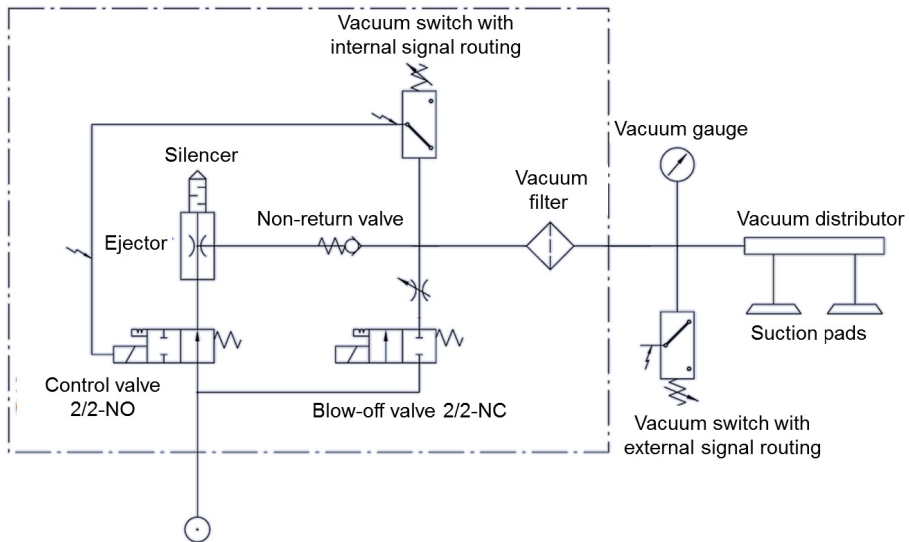 Vacuum switch with
internal signal routing
Silencer
Ejector
Non-return valve
Vacuum
filter
Vacuum gauge
Vacuum distributor
Suction pads
Control valve
2/2-NO
Blow-off valve 2/2-NC
Vacuum switch with
external signal routing